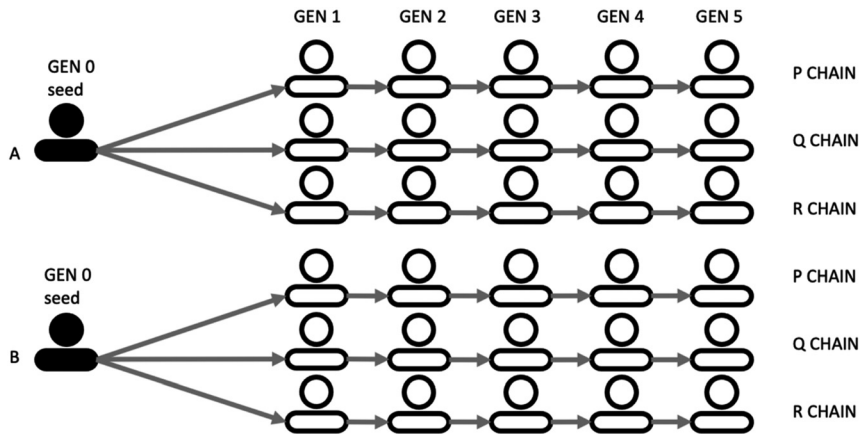 GEN 1 GEN 2 GEN 3 GEN 4 GEN 5
GEN 0
seed
P CHAIN
A
Q CHAIN
R CHAIN
GEN 0
seed
P CHAIN
B
Q CHAIN
R CHAIN